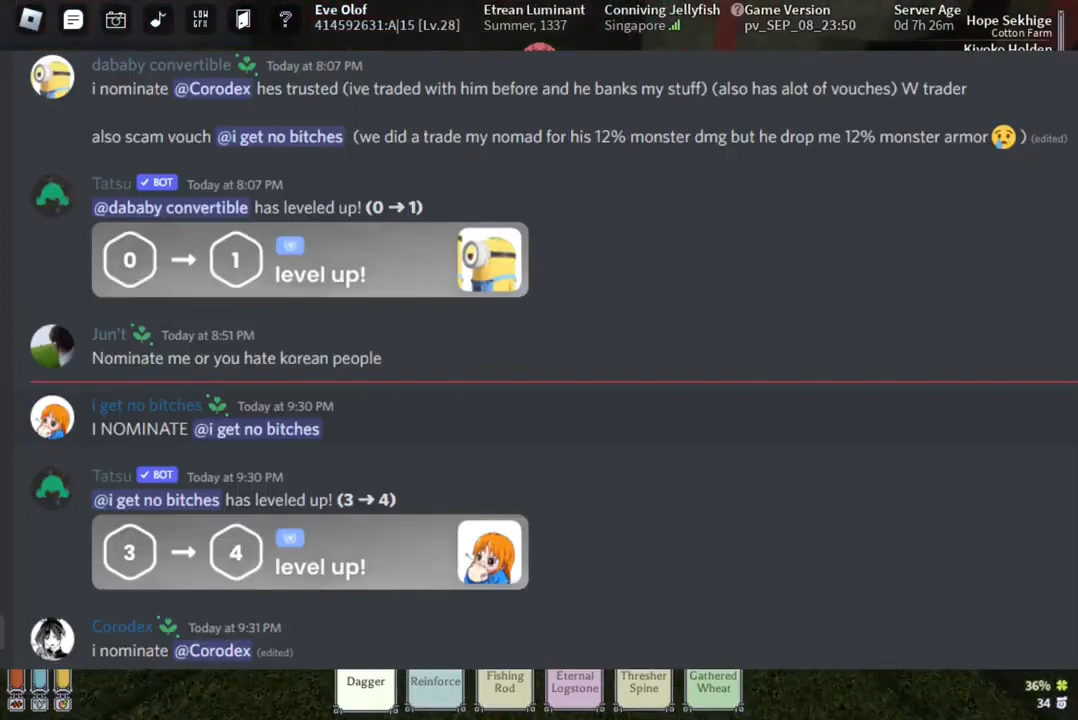 LOW GFX
?
Eve Olof
414592631:A|15 [Lv.28]
Etrean Luminant
Summer, 1337
Conniving Jellyfish
Singapore
?Game Version
pv_SEP_08_23:50
Server Age
0d 7h 26m
Hope Sekhige
Cotton Farm
Kiyoko Holden
dababy convertible Today at 8:07 PM
i nominate @Corodex hes trusted (ive traded with him before and he banks my stuff) (also has alot of vouches) W trader
also scam vouch @i get no bitches (we did a trade my nomad for his 12% monster dmg but he drop me 12% monster armor 😢 ) (edited)
Tatsu ✓ BOT Today at 8:07 PM
@dababy convertible has leveled up! (0 → 1)
0 → 1 level up!
Jun't Today at 8:51 PM
Nominate me or you hate korean people
i get no bitches Today at 9:30 PM
I NOMINATE @i get no bitches
Tatsu ✓ BOT Today at 9:30 PM
@i get no bitches has leveled up! (3 → 4)
3 → 4 level up!
Corodex Today at 9:31 PM
i nominate @Corodex (edited)
Dagger
Reinforce
Fishing
Rod
Eternal
Logstone
Thresher
Spine
Gathered
Wheat
36%
34